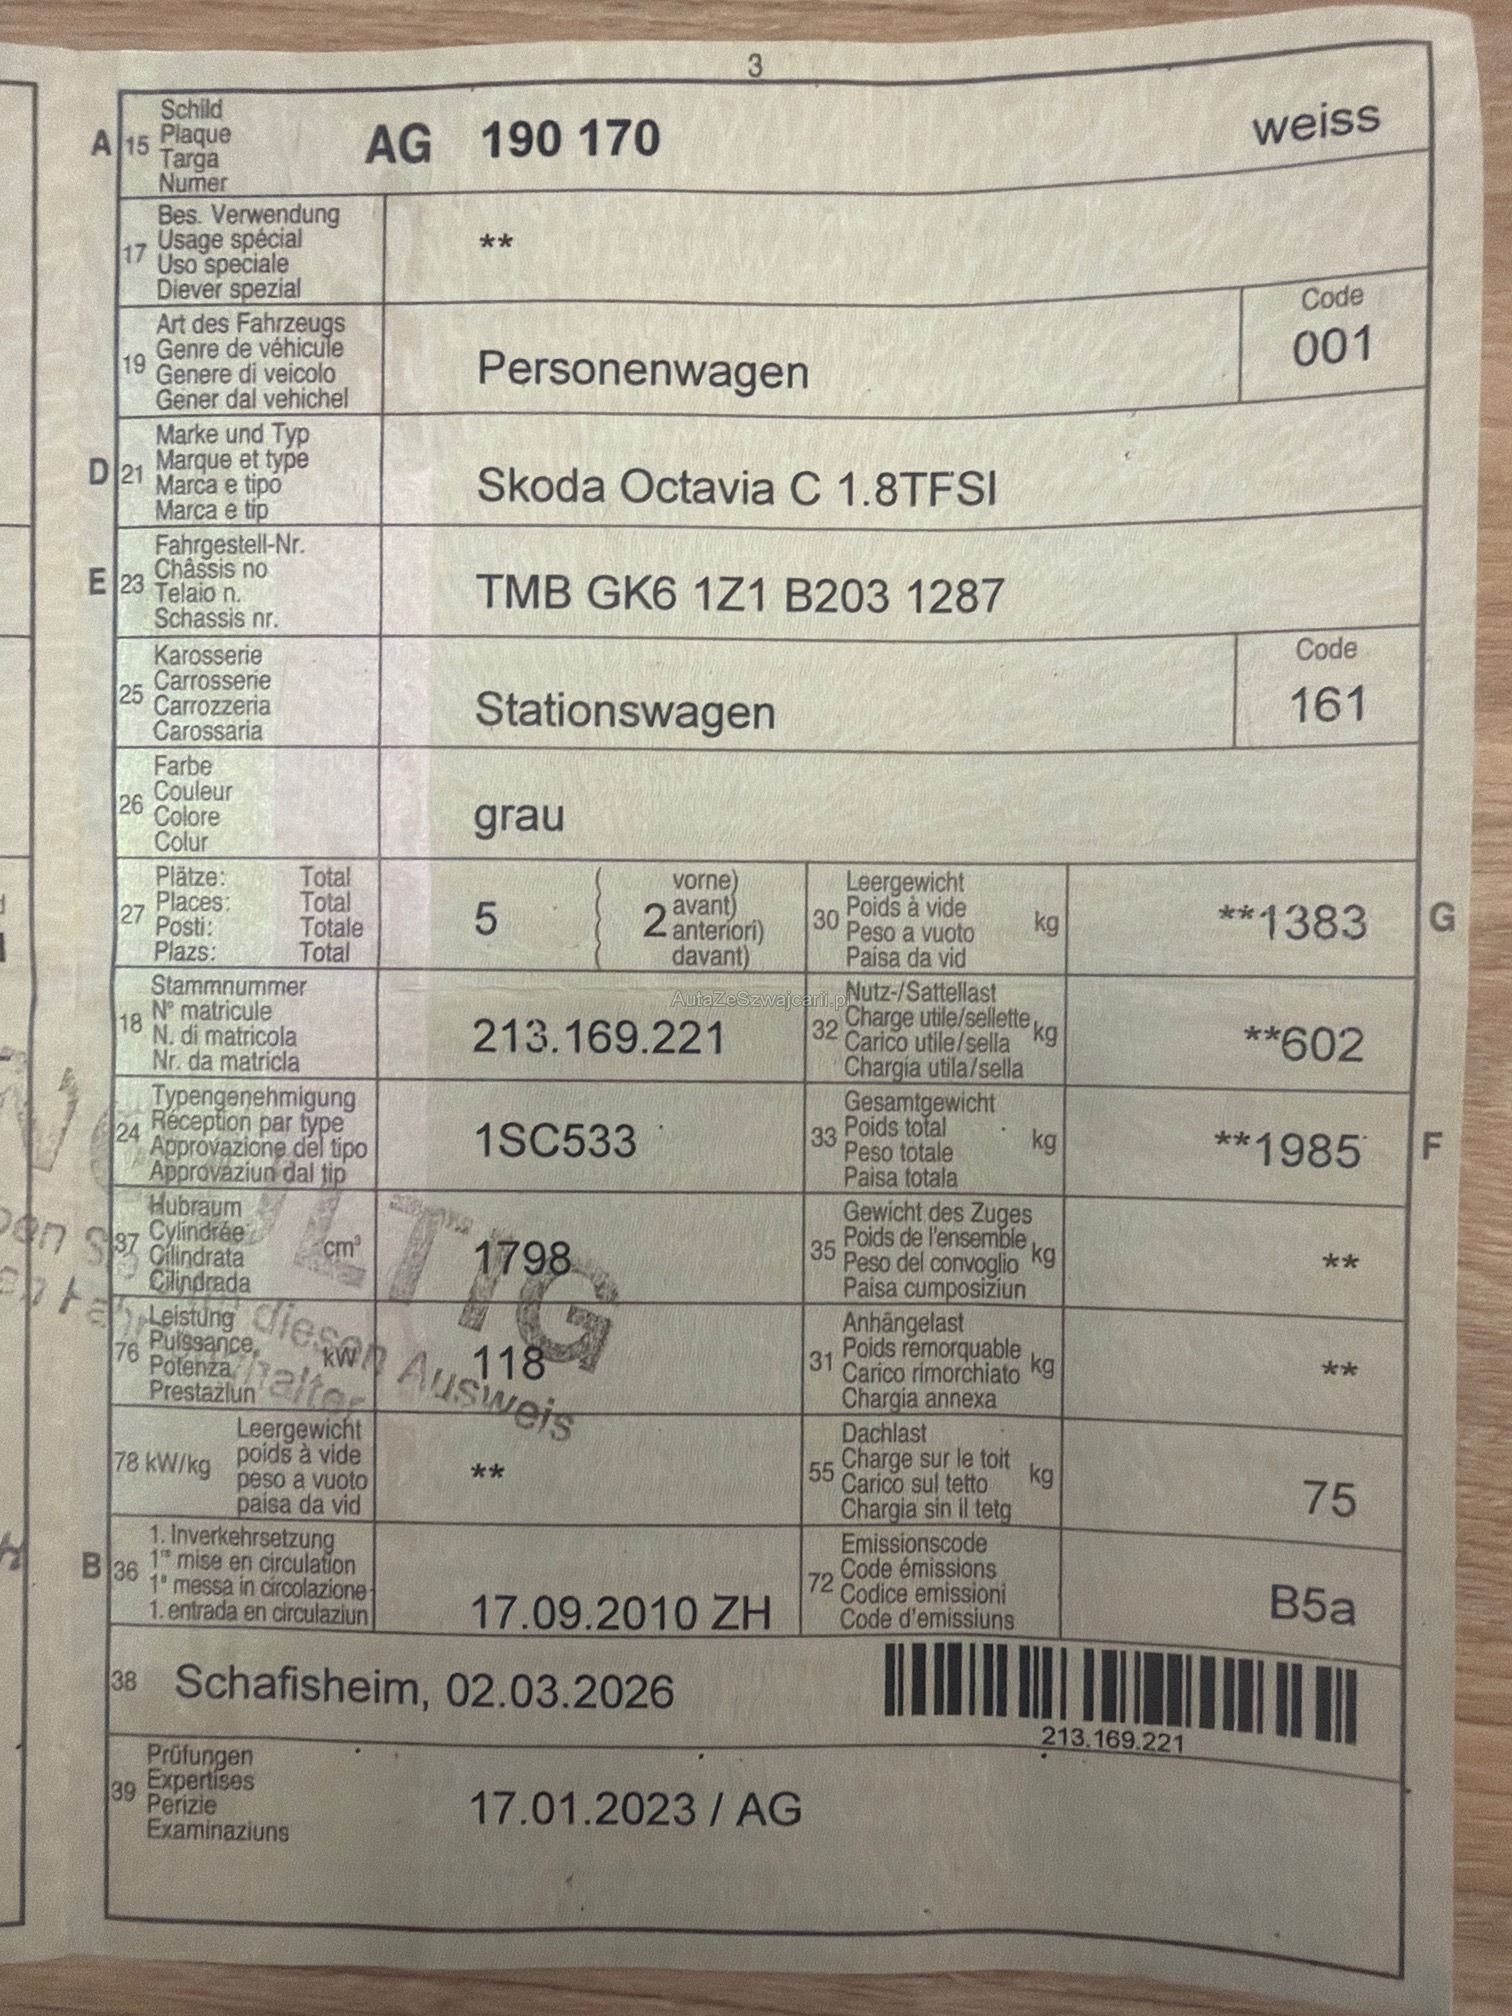 3
A 15 Schild
Plaque
Targa
Numer
AG 190 170 weiss
17 Bes. Verwendung
Usage spécial
Uso speciale
Diever spezial
**
19 Art des Fahrzeugs
Genre de véhicule
Genere di veicolo
Gener dal vehichel
Personenwagen
Code
001
D 21 Marke und Typ
Marque et type
Marca e tipo
Marca e tip
Skoda Octavia C 1.8TFSI
E 23 Fahrgestell-Nr.
Châssis no
Telaio n.
Schassis nr.
TMB GK6 1Z1 B203 1287
25 Karosserie
Carrosserie
Carrozzeria
Carossaria
Stationswagen
Code
161
26 Farbe
Couleur
Colore
Colur
grau
27 Plätze: Total
Places: Total
Posti: Totale
Plazs: Total
5 ( 2 vorne)
avant)
anteriori)
davant)
30 Leergewicht
Poids à vide
Peso a vuoto
Paisa da vid
kg **1383 G
18 Stammnummer
N° matricule
N. di matricola
Nr. da matricla
213.169.221
AutaZeSzwajcarii.pl
32 Nutz-/Sattellast
Charge utile/sellette
Carico utile/sella
Chargia utila/sella
kg **602
24 Typengenehmigung
Réception par type
Approvazione del tipo
Approvaziun dal tip
1SC533
33 Gesamtgewicht
Poids total
Peso totale
Paisa totala
kg **1985 F
37 Hubraum
Cylindrée
Cilindrata
Cilindrada
cm³ 1798
35 Gewicht des Zuges
Poids de l'ensemble
Peso del convoglio
Paisa cumposiziun
kg **
76 Leistung
Puissance
Potenza
Prestaziun
kW 118
diesen Ausweis
31 Anhängelast
Poids remorquable
Carico rimorchiato
Chargia annexa
kg **
78 kW/kg Leergewicht
poids à vide
peso a vuoto
paisa da vid
**
55 Dachlast
Charge sur le toit
Carico sul tetto
Chargia sin il tetg
kg 75
B 36 1. Inverkehrsetzung
1re mise en circulation
1a messa in circolazione
1. entrada en circulaziun
17.09.2010 ZH
72 Emissionscode
Code émissions
Codice emissioni
Code d'emissiuns
B5a
38 Schafisheim, 02.03.2026
213.169.221
39 Prüfungen
Expertises
Perizie
Examinaziuns
17.01.2023 / AG